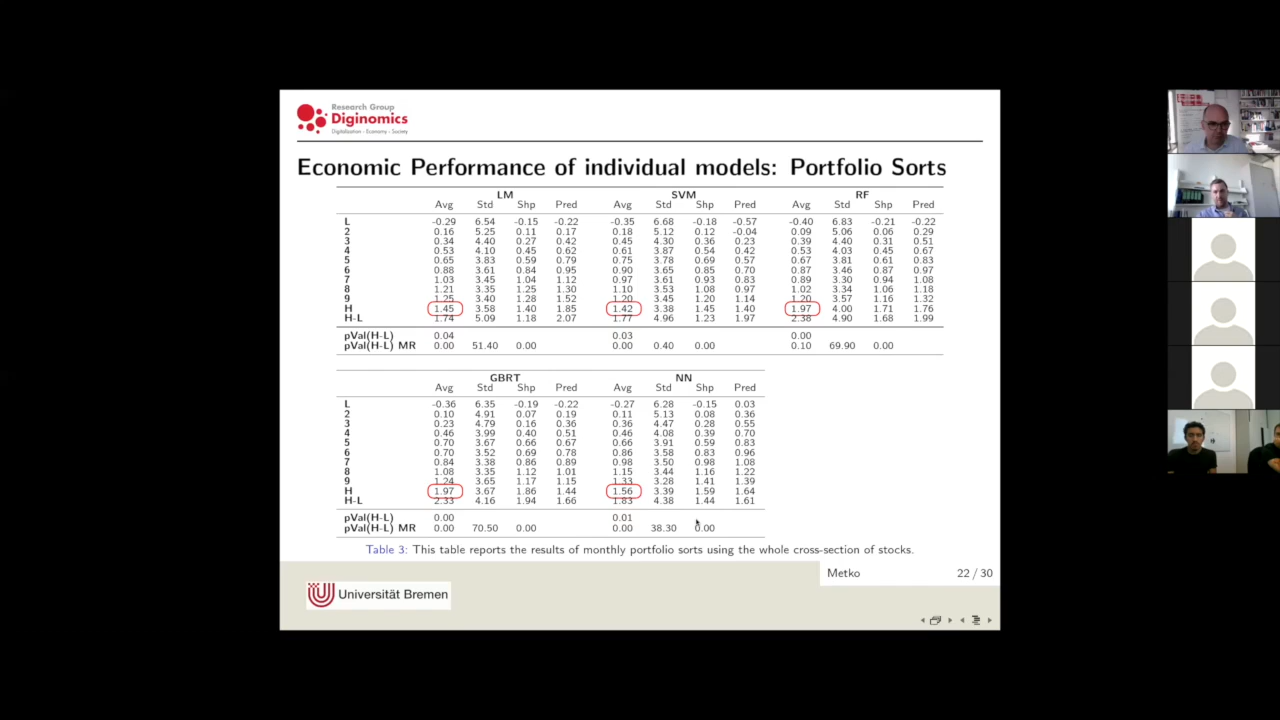 Research Group
Diginomics
Digitalization - Economy - Society
Economic Performance of individual models: Portfolio Sorts
LM SVM RF
Avg Std Shp Pred Avg Std Shp Pred Avg Std Shp Pred
L -0.29 6.54 -0.15 -0.22 -0.35 6.68 -0.18 -0.57 -0.40 6.83 -0.21 -0.22
2 0.16 5.25 0.11 0.17 0.18 5.12 0.12 -0.04 0.09 5.06 0.06 0.29
3 0.34 4.40 0.27 0.42 0.45 4.30 0.36 0.23 0.39 4.40 0.31 0.51
4 0.53 4.10 0.45 0.62 0.61 3.87 0.54 0.42 0.53 4.03 0.45 0.67
5 0.65 3.83 0.59 0.79 0.75 3.78 0.69 0.57 0.67 3.81 0.61 0.83
6 0.88 3.61 0.84 0.95 0.90 3.65 0.85 0.70 0.87 3.46 0.87 0.97
7 1.03 3.45 1.04 1.12 0.97 3.61 0.93 0.83 0.89 3.30 0.94 1.08
8 1.21 3.35 1.25 1.30 1.10 3.53 1.08 0.97 1.02 3.34 1.06 1.18
9 1.25 3.40 1.28 1.52 1.20 3.45 1.20 1.14 1.20 3.57 1.16 1.32
H 1.45 3.58 1.40 1.85 1.42 3.38 1.45 1.40 1.97 4.00 1.71 1.76
H-L 1.74 5.09 1.18 2.07 1.77 4.96 1.23 1.97 2.38 4.90 1.68 1.99
pVal(H-L) 0.04 0.03 0.00
pVal(H-L) MR 0.00 51.40 0.00 0.00 0.40 0.00 0.10 69.90 0.00
GBRT NN
Avg Std Shp Pred Avg Std Shp Pred
L -0.36 6.35 -0.19 -0.22 -0.27 6.28 -0.15 0.03
2 0.10 4.91 0.07 0.19 0.11 5.13 0.08 0.36
3 0.23 4.79 0.16 0.36 0.36 4.47 0.28 0.55
4 0.46 3.99 0.40 0.51 0.46 4.08 0.39 0.70
5 0.70 3.67 0.66 0.67 0.66 3.91 0.59 0.83
6 0.70 3.52 0.69 0.78 0.86 3.58 0.83 0.96
7 0.84 3.38 0.86 0.89 0.98 3.50 0.98 1.08
8 1.08 3.35 1.12 1.01 1.15 3.44 1.16 1.22
9 1.24 3.65 1.17 1.15 1.33 3.28 1.41 1.39
H 1.97 3.67 1.86 1.44 1.56 3.39 1.59 1.64
H-L 2.33 4.16 1.94 1.66 1.83 4.38 1.44 1.61
pVal(H-L) 0.00 0.01
pVal(H-L) MR 0.00 70.50 0.00 0.00 38.30 0.00
Table 3: This table reports the results of monthly portfolio sorts using the whole cross-section of stocks.
Metko 22 / 30
Universität Bremen